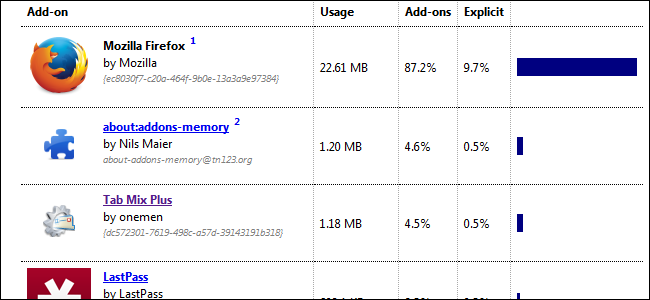 Add-on Usage Add-ons Explicit
Mozilla Firefox 1
by Mozilla
{ec8030f7-c20a-464f-9b0e-13a3a9e97384}
22.61 MB 87.2% 9.7%
about:addons-memory 2
by Nils Maier
about-addons-memory@tn123.org
1.20 MB 4.6% 0.5%
Tab Mix Plus
by onemen
{dc572301-7619-498c-a57d-39143191b318}
1.18 MB 4.5% 0.5%
LastPass
by LastPass